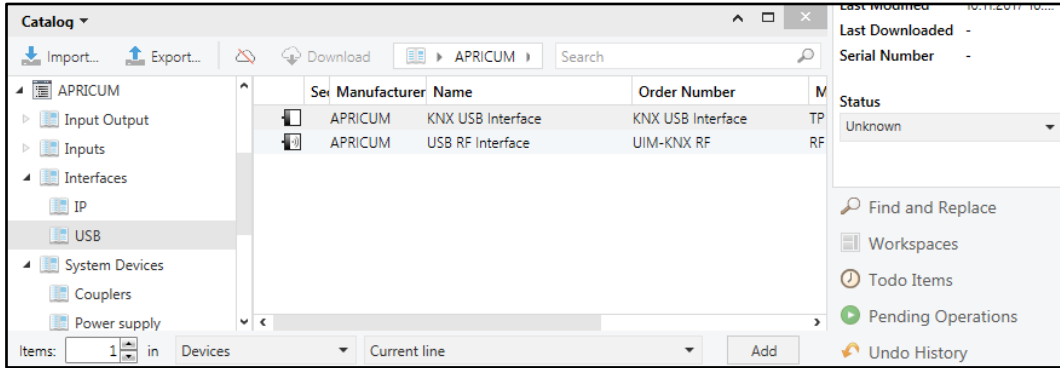 Catalog
Import... Export... Download APRICUM Search
APRICUM
Input Output
Inputs
Interfaces
IP
USB
System Devices
Couplers
Power supply
Manufacturer Name Order Number M
APRICUM KNX USB Interface KNX USB Interface TP
APRICUM USB RF Interface UIM-KNX RF RF
Items: 1 in Devices Current line Add
Last Modified
Last Downloaded -
Serial Number -
Status
Unknown
Find and Replace
Workspaces
Todo Items
Pending Operations
Undo History